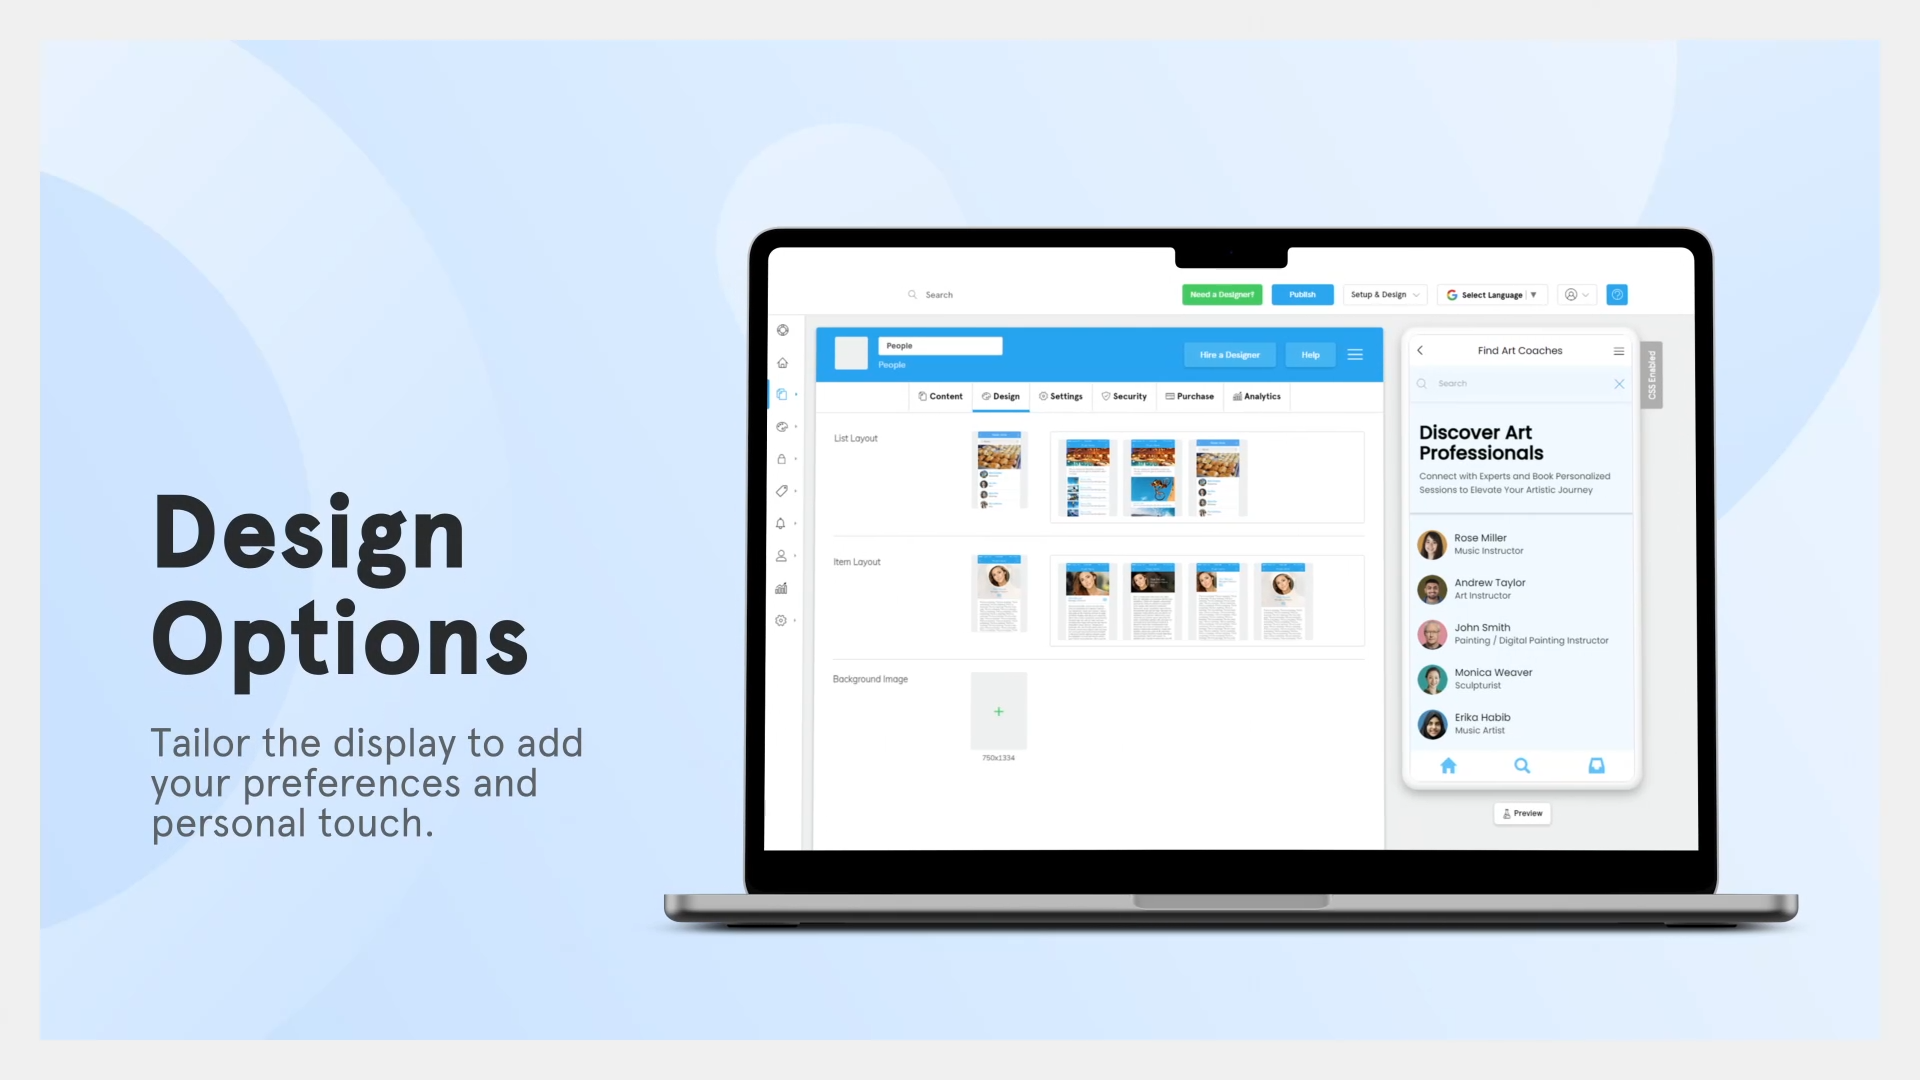 Design
Options
Tailor the display to add
your preferences and
personal touch.
Search
Need a Designer?
Publish
Setup & Design
Select Language
People
People
Hire a Designer
Help
Content
Design
Settings
Security
Purchase
Analytics
List Layout
Item Layout
Background Image
750x1334
Find Art Coaches
Search
CSS Enabled
Discover Art
Professionals
Connect with Experts and Book Personalized
Sessions to Elevate Your Artistic Journey
Rose Miller
Music Instructor
Andrew Taylor
Art Instructor
John Smith
Painting / Digital Painting Instructor
Monica Weaver
Sculpturist
Erika Habib
Music Artist
Preview